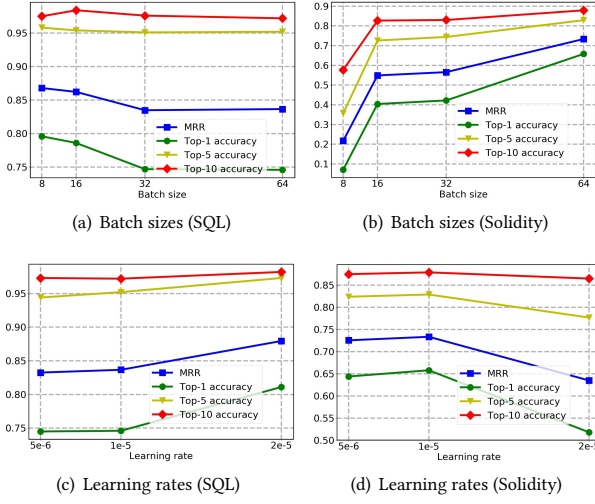 0.95
0.90
0.85
0.80
0.75
MRR
Top-1 accuracy
Top-5 accuracy
Top-10 accuracy
8 16 32 64
Batch size
(a) Batch sizes (SQL)
0.9
0.8
0.7
0.6
0.5
0.4
0.3
0.2
0.1
MRR
Top-1 accuracy
Top-5 accuracy
Top-10 accuracy
8 16 32 64
Batch size
(b) Batch sizes (Solidity)
0.95
0.90
0.85
0.80
0.75
MRR
Top-1 accuracy
Top-5 accuracy
Top-10 accuracy
5e-6 1e-5 2e-5
Learning rate
(c) Learning rates (SQL)
0.85
0.80
0.75
0.70
0.65
0.60
0.55
0.50
MRR
Top-1 accuracy
Top-5 accuracy
Top-10 accuracy
5e-6 1e-5 2e-5
Learning rate
(d) Learning rates (Solidity)